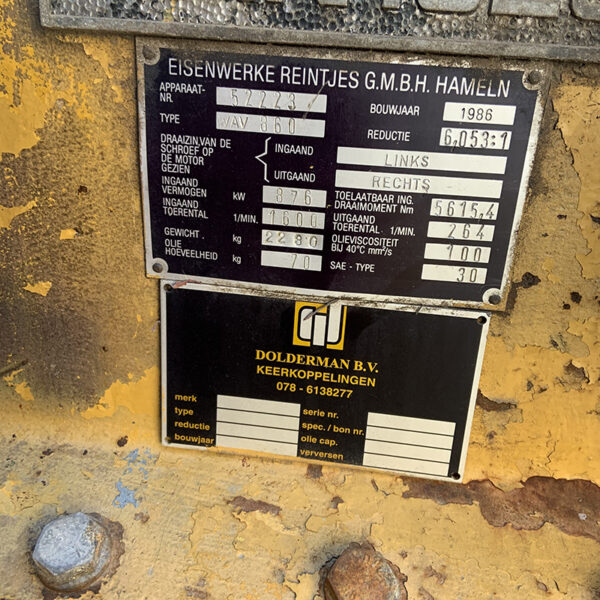 EISENWERKE REINTJES G.M.B.H. HAMELN
APPARAAT-NR. 52223
BOUWJAAR 1986
TYPE WAV 860
REDUCTIE 6,053:1
DRAAIZIN.VAN DE SCHROEF OP DE MOTOR GEZIEN
INGAAND LINKS
UITGAAND RECHTS
INGAAND VERMOGEN kW 876
TOELAATBAAR ING. DRAAIMOMENT Nm 5615,4
INGAAND TOERENTAL 1/MIN. 1600
UITGAAND TOERENTAL 1/MIN. 264
GEWICHT kg 2280
OLIEVISCOSITEIT BIJ 40°C mm²/s 100
OLIE HOEVEELHEID kg 70
SAE - TYPE 30
DOLDERMAN B.V.
KEERKOPPELINGEN
078 - 6138277
merk
type
serie nr.
reductie
spec. / bon nr.
bouwjaar
olie cap.
verversen